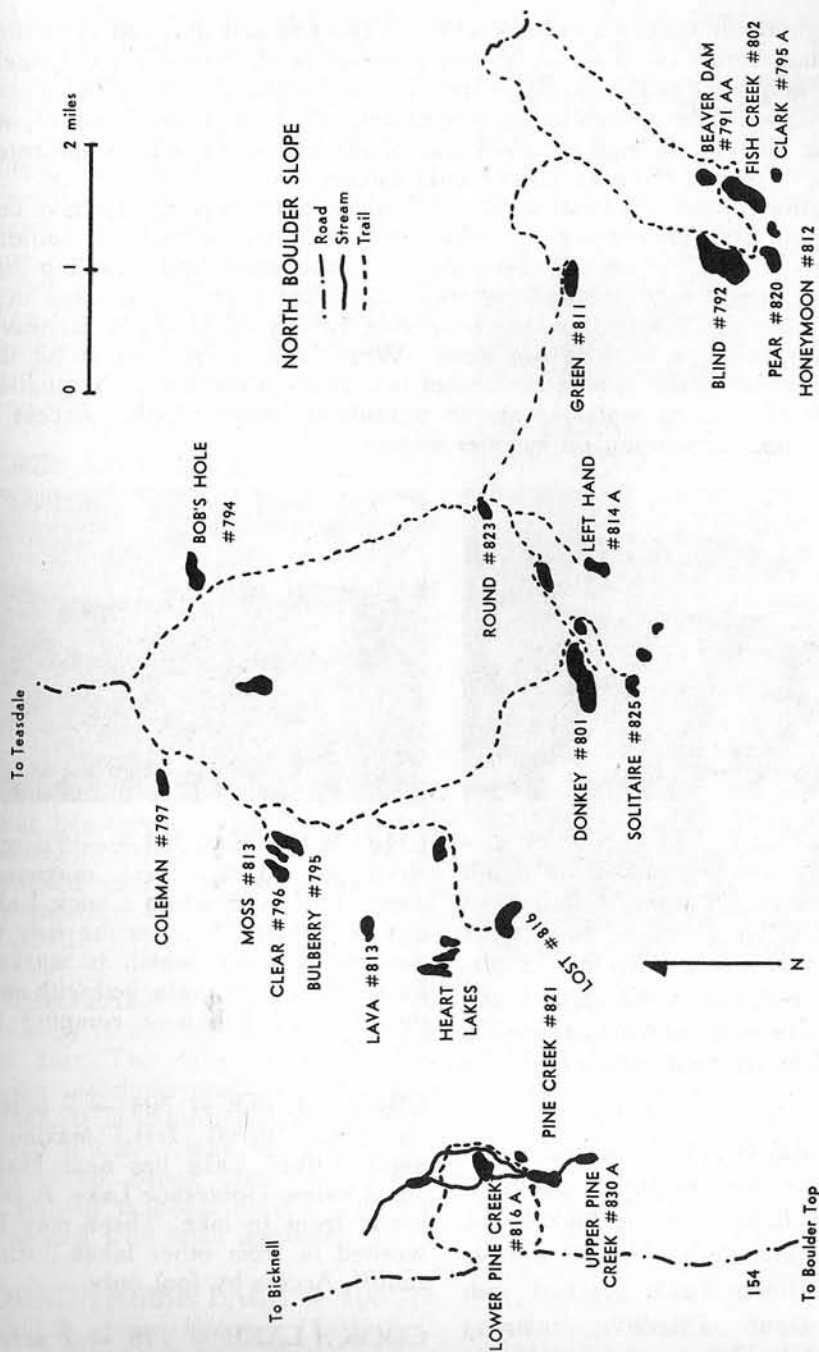 To Teasdale
0 2 miles
NORTH BOULDER SLOPE
Road
Stream
Trail
BOB'S HOLE
#794
COLEMAN #797
MOSS #813
CLEAR #796
BULBERRY #795
To Bicknell
LAVA #813
HEART
LAKES
LOST #816
ROUND #823
GREEN #811
LEFT HAND
#814 A
DONKEY #801
SOLITAIRE #825
BEAVER DAM
#791 AA
FISH CREEK #802
CLARK #795 A
BLIND #792
PEAR #820
HONEYMOON #812
PINE CREEK #821
LOWER PINE CREEK
#816 A
UPPER PINE
CREEK #830 A
N
154
To Boulder Top